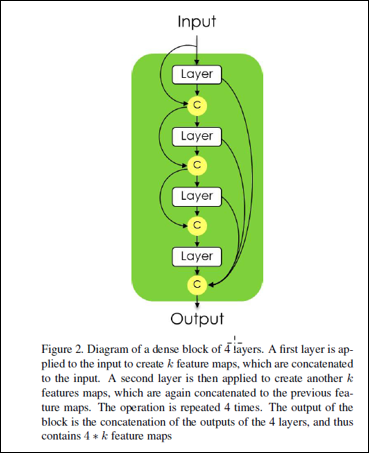 Input
Layer
C
Layer
C
Layer
C
Layer
C
Output
Figure 2. Diagram of a dense block of 4 layers. A first layer is ap-
plied to the input to create k feature maps, which are concatenated
to the input. A second layer is then applied to create another k
features maps, which are again concatenated to the previous fea-
ture maps. The operation is repeated 4 times. The output of the
block is the concatenation of the outputs of the 4 layers, and thus
contains 4 ∗ k feature maps